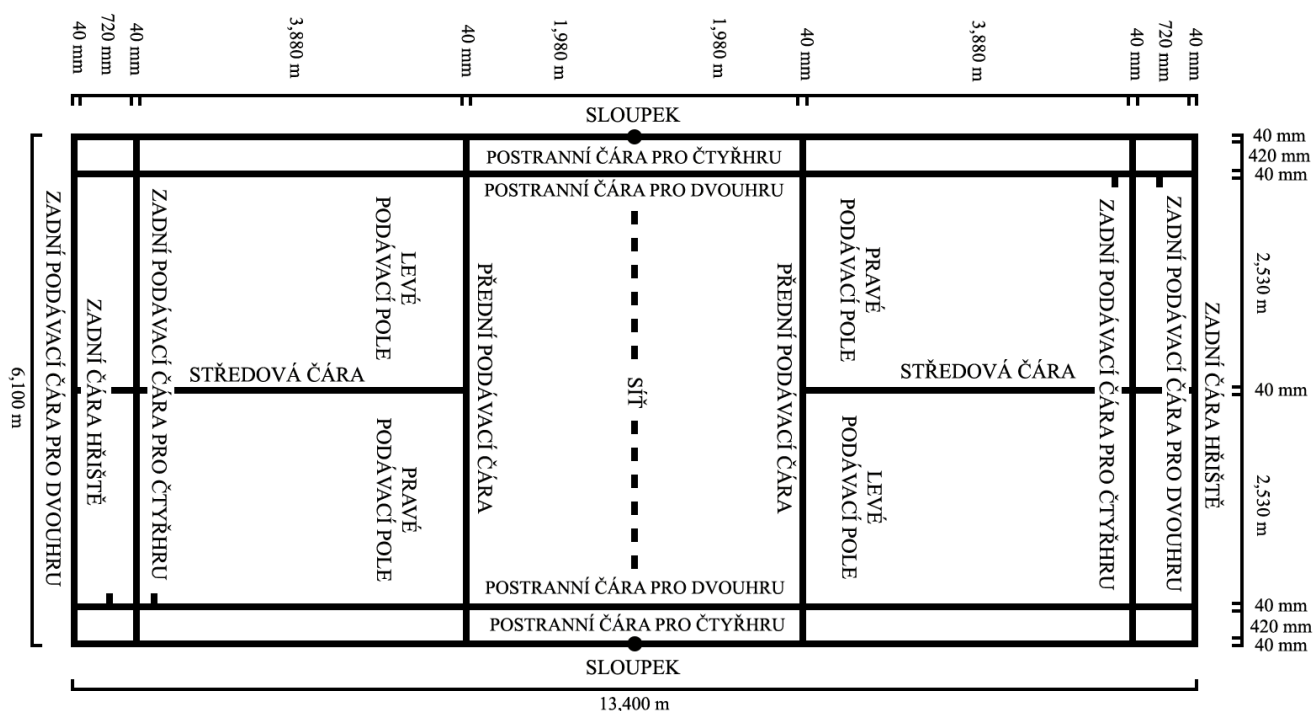 40 mm
720 mm
40 mm
3,880 m
40 mm
1,980 m
1,980 m
40 mm
3,880 m
40 mm
720 mm
40 mm
SLOUPEK
POSTRANNÍ ČÁRA PRO ČTYŘHRU
POSTRANNÍ ČÁRA PRO DVOUHRU
6,100 m
ZADNÍ PODÁVACÍ ČÁRA PRO DVOUHRU
ZADNÍ ČÁRA HŘIŠTĚ
ZADNÍ PODÁVACÍ ČÁRA PRO ČTYŘHRU
LEVÉ
PODÁVACÍ POLE
STŘEDOVÁ ČÁRA
PRAVÉ
PODÁVACÍ POLE
PŘEDNÍ PODÁVACÍ ČÁRA
SÍŤ
PŘEDNÍ PODÁVACÍ ČÁRA
PRAVÉ
PODÁVACÍ POLE
STŘEDOVÁ ČÁRA
LEVÉ
PODÁVACÍ POLE
ZADNÍ PODÁVACÍ ČÁRA PRO ČTYŘHRU
ZADNÍ PODÁVACÍ ČÁRA PRO DVOUHRU
ZADNÍ ČÁRA HŘIŠTĚ
40 mm
420 mm
40 mm
2,530 m
40 mm
2,530 m
40 mm
420 mm
40 mm
POSTRANNÍ ČÁRA PRO DVOUHRU
POSTRANNÍ ČÁRA PRO ČTYŘHRU
SLOUPEK
13,400 m